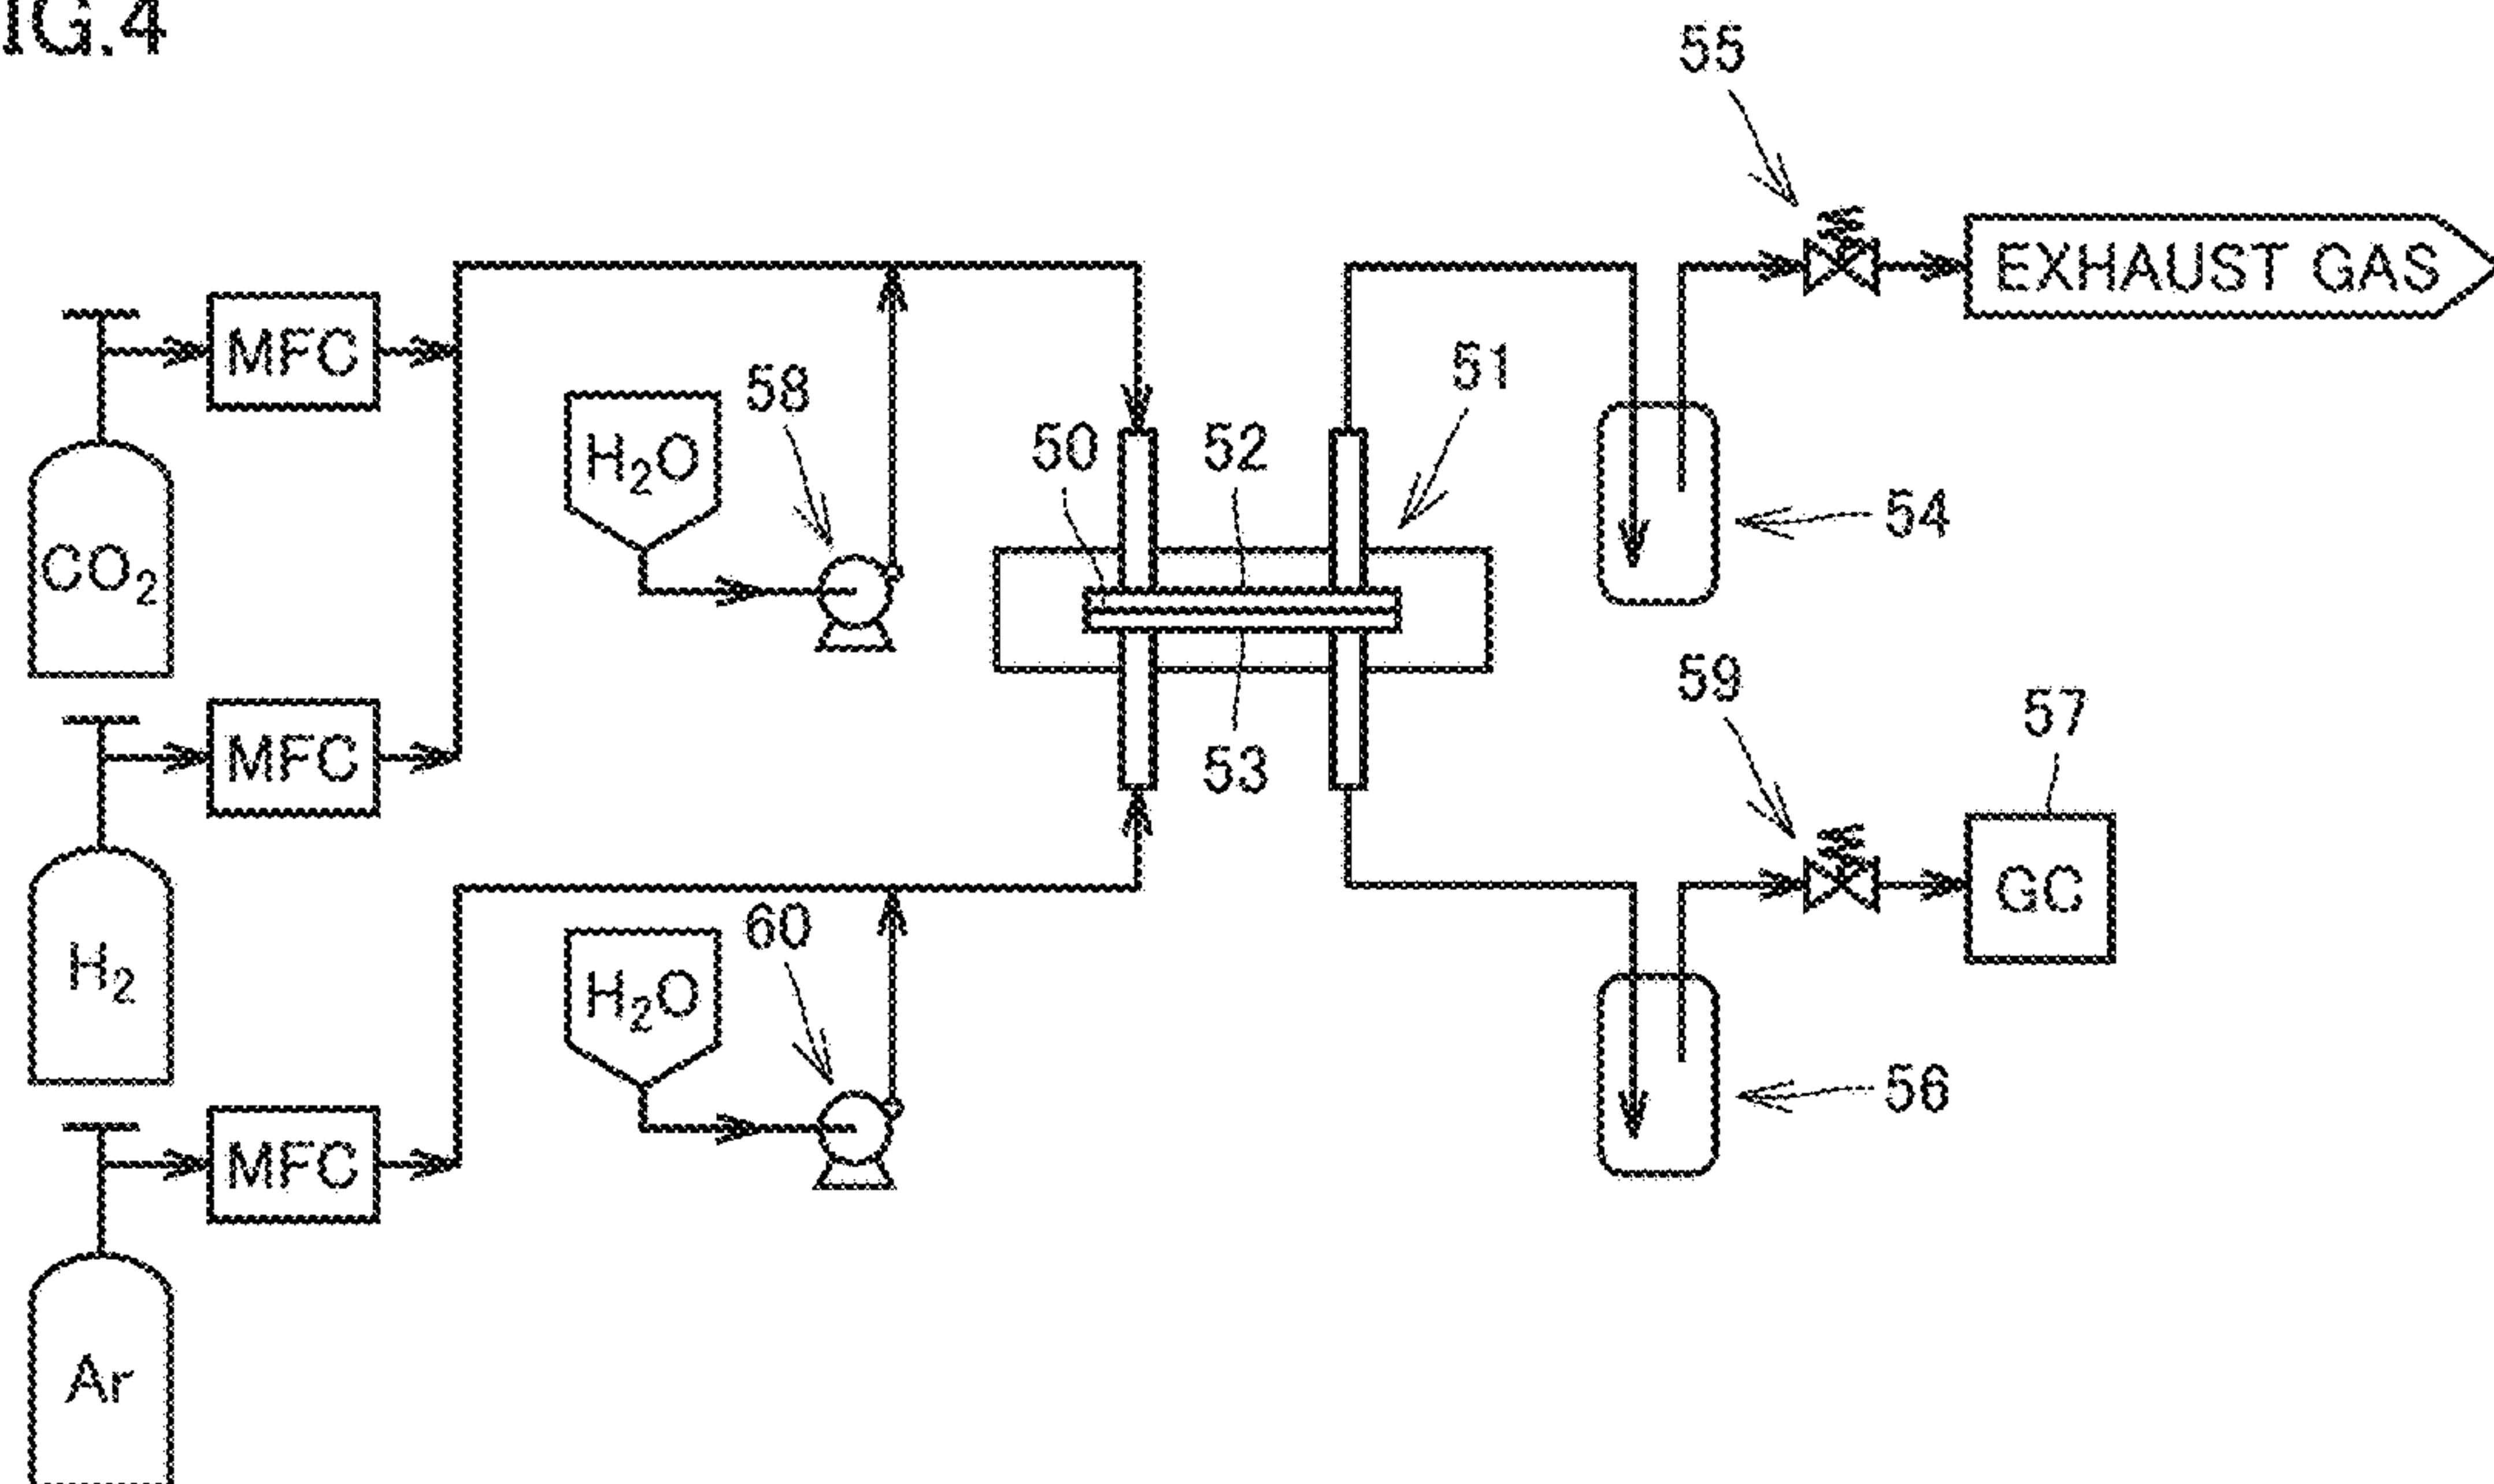 IG.4
55
EXHAUST GAS
MFC
58
51
H₂O
50
52
54
CO₂
59
57
MFC
53
GC
60
H₂
H₂O
56
MFC
Ar